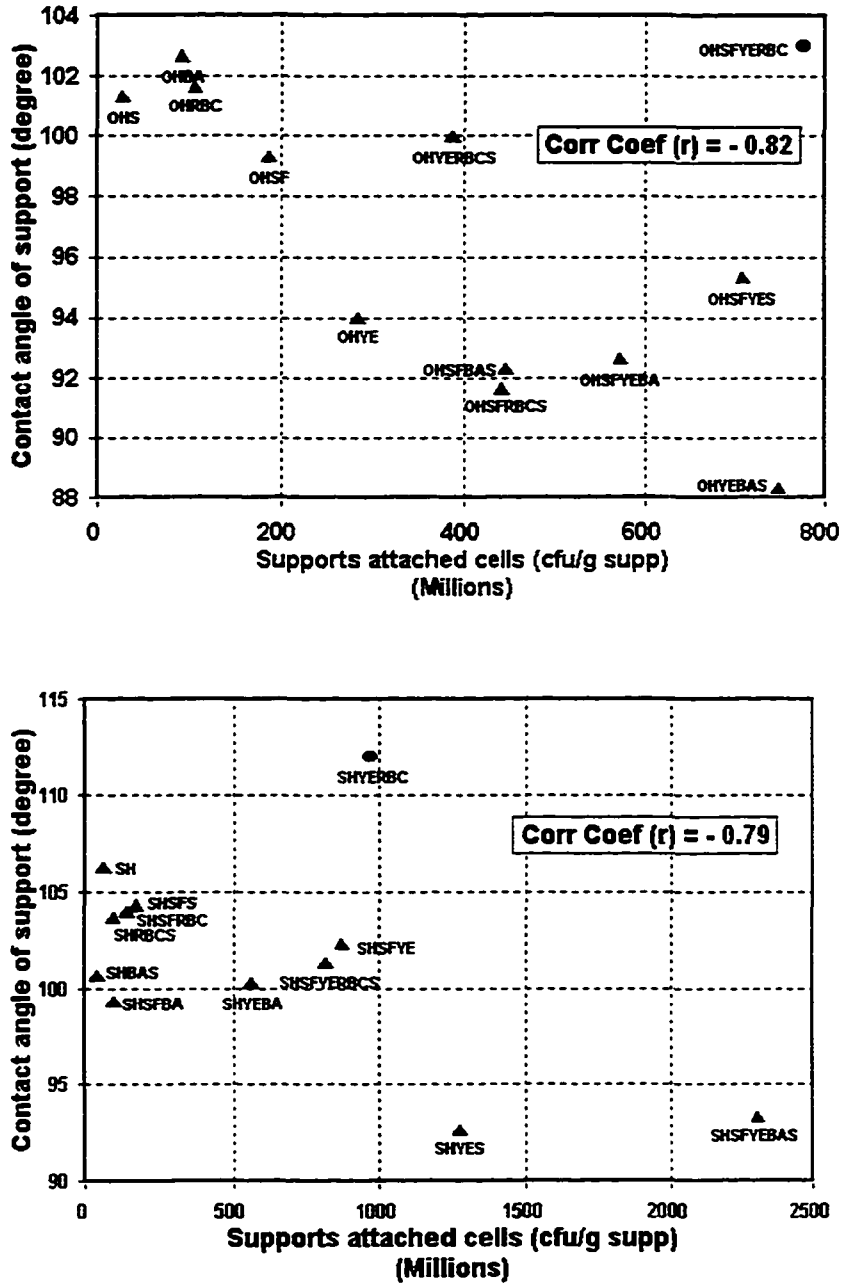 104
102
100
98
96
94
92
90
88
Contact angle of support (degree)
OHSFYERBC
OHBA
OHRBC
OHS
Corr Coef (r) = - 0.82
OHYERBCS
OHSF
OHSFYES
OHYE
OHSFBAS
OHSFYEBA
OHSFRBCS
OHYEBAS
0 200 400 600 800
Supports attached cells (cfu/g supp)
(Millions)
115
110
105
100
95
90
Contact angle of support (degree)
SHYERBC
Corr Coef (r) = - 0.79
SH
SHSFS
SHSFRBC
SHRBCS
SHSFYE
SHBAS
SHSFYERBCS
SHSFBA
SHYEBA
SHYES
SHSFYEBAS
0 500 1000 1500 2000 2500
Supports attached cells (cfu/g supp)
(Millions)